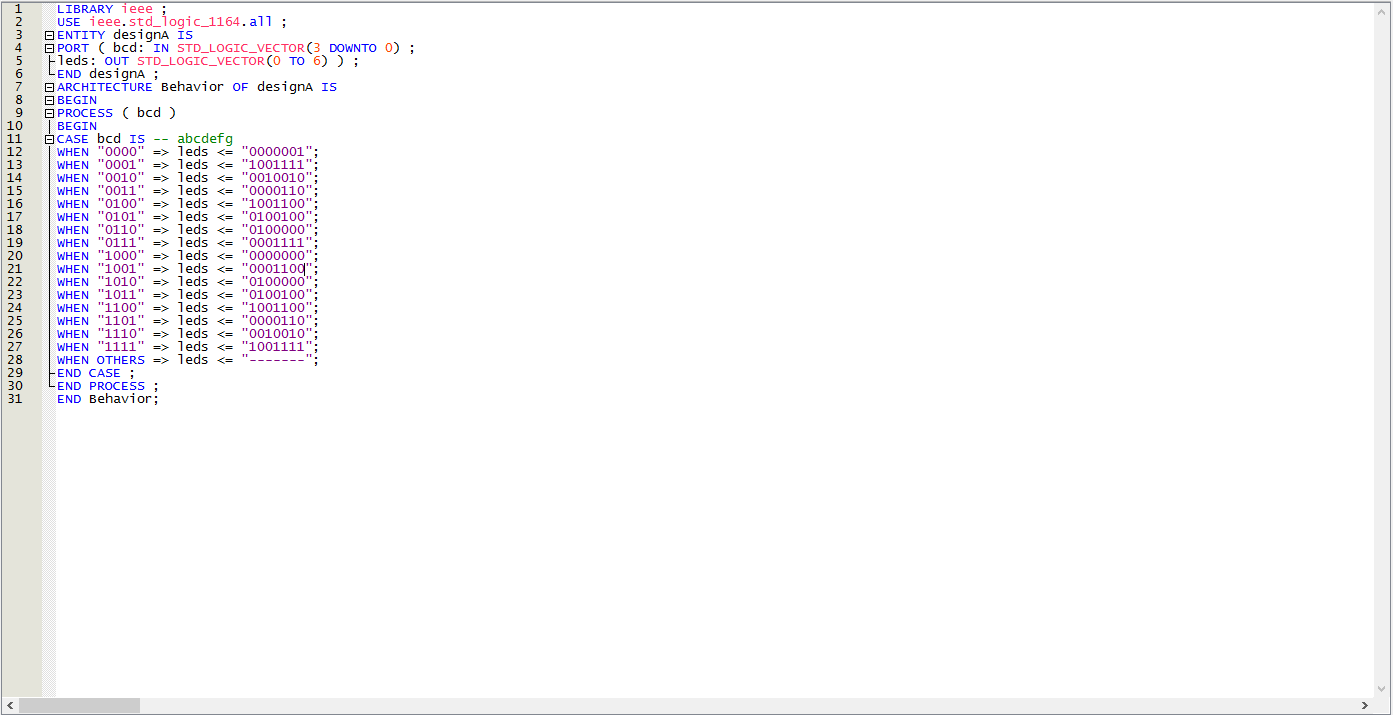 1 LIBRARY ieee ;
2 USE ieee.std_logic_1164.all ;
3 ENTITY designA IS
4 PORT ( bcd: IN STD_LOGIC_VECTOR(3 DOWNTO 0) ;
5 leds: OUT STD_LOGIC_VECTOR(0 TO 6) ) ;
6 END designA ;
7 ARCHITECTURE Behavior OF designA IS
8 BEGIN
9 PROCESS ( bcd )
10 BEGIN
11 CASE bcd IS -- abcdefg
12 WHEN "0000" => leds <= "0000001";
13 WHEN "0001" => leds <= "1001111";
14 WHEN "0010" => leds <= "0010010";
15 WHEN "0011" => leds <= "0000110";
16 WHEN "0100" => leds <= "1001100";
17 WHEN "0101" => leds <= "0100100";
18 WHEN "0110" => leds <= "0100000";
19 WHEN "0111" => leds <= "0001111";
20 WHEN "1000" => leds <= "0000000";
21 WHEN "1001" => leds <= "0001100";
22 WHEN "1010" => leds <= "0100000";
23 WHEN "1011" => leds <= "0100100";
24 WHEN "1100" => leds <= "1001100";
25 WHEN "1101" => leds <= "0000110";
26 WHEN "1110" => leds <= "0010010";
27 WHEN "1111" => leds <= "1001111";
28 WHEN OTHERS => leds <= "-------";
29 END CASE ;
30 END PROCESS ;
31 END Behavior;